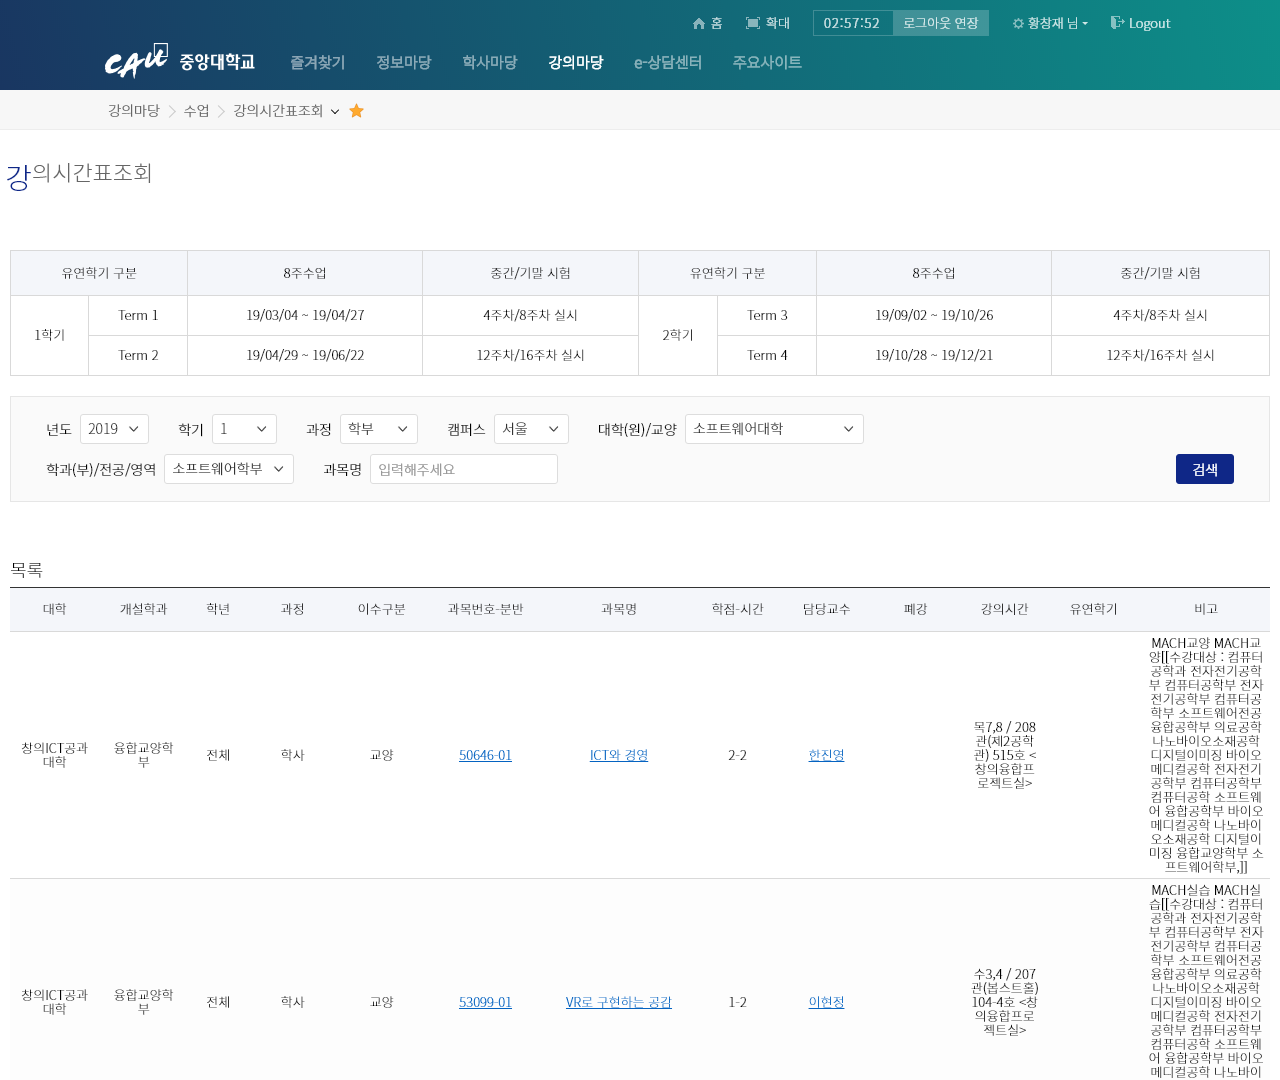 홈 확대 02:57:52 로그아웃 연장 황창재 님 Logout
CAU 중앙대학교 즐겨찾기 정보마당 학사마당 강의마당 e-상담센터 주요사이트
강의마당 수업 강의시간표조회
강의시간표조회
유연학기 구분 8주수업 중간/기말 시험 유연학기 구분 8주수업 중간/기말 시험
1학기 Term 1 19/03/04 ~ 19/04/27 4주차/8주차 실시 2학기 Term 3 19/09/02 ~ 19/10/26 4주차/8주차 실시
Term 2 19/04/29 ~ 19/06/22 12주차/16주차 실시 Term 4 19/10/28 ~ 19/12/21 12주차/16주차 실시
년도 2019 학기 1 과정 학부 캠퍼스 서울 대학(원)/교양 소프트웨어대학
학과(부)/전공/영역 소프트웨어학부 과목명 입력해주세요 검색
목록
대학 개설학과 학년 과정 이수구분 과목번호-분반 과목명 학점-시간 담당교수 폐강 강의시간 유연학기 비고
창의ICT공과
대학
융합교양학
부
전체
학사
교양
50646-01
ICT와 경영
2-2
한진영
목7,8 / 208
관(제2공학
관) 515호 <
창의융합프
로젝트실>
MACH교양 MACH교
양[[수강대상 : 컴퓨터
공학과 전자전기공학
부 컴퓨터공학부 전자
전기공학부 컴퓨터공
학부 소프트웨어전공
융합공학부 의료공학
나노바이오소재공학
디지털이미징 바이오
메디컬공학 전자전기
공학부 컴퓨터공학부
컴퓨터공학 소프트웨
어 융합공학부 바이오
메디컬공학 나노바이
오소재공학 디지털이
미징 융합교양학부 소
프트웨어학부,]]
창의ICT공과
대학
융합교양학
부
전체
학사
교양
53099-01
VR로 구현하는 공감
1-2
이현정
수3,4 / 207
관(봅스트홀)
104-4호 <창
의융합프로
젝트실>
MACH실습 MACH실
습[[수강대상 : 컴퓨터
공학과 전자전기공학
부 컴퓨터공학부 전자
전기공학부 컴퓨터공
학부 소프트웨어전공
융합공학부 의료공학
나노바이오소재공학
디지털이미징 바이오
메디컬공학 전자전기
공학부 컴퓨터공학부
컴퓨터공학 소프트웨
어 융합공학부 바이오
메디컬공학 나노바이